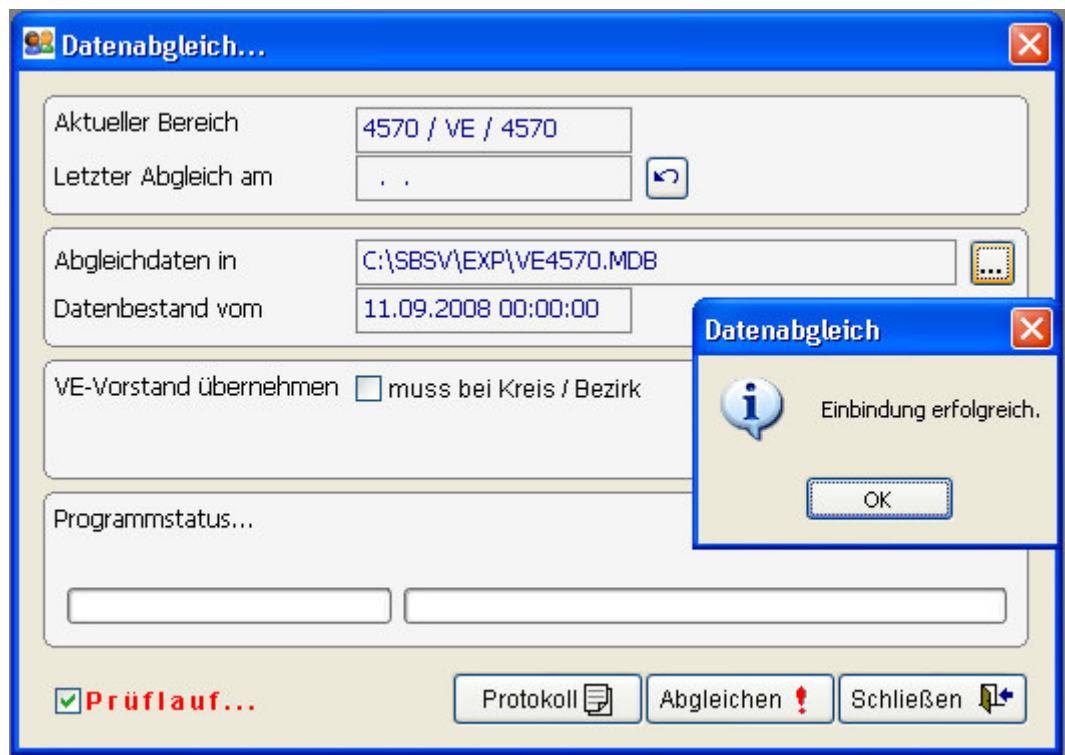 Datenabgleich...
Aktueller Bereich 4570 / VE / 4570
Letzter Abgleich am . .
Abgleichdaten in C:\SBSV\EXP\VE4570.MDB ...
Datenbestand vom 11.09.2008 00:00:00
VE-Vorstand übernehmen muss bei Kreis / Bezirk
Datenabgleich
Einbindung erfolgreich.
OK
Programmstatus...
Prüflauf...
Protokoll Abgleichen Schließen